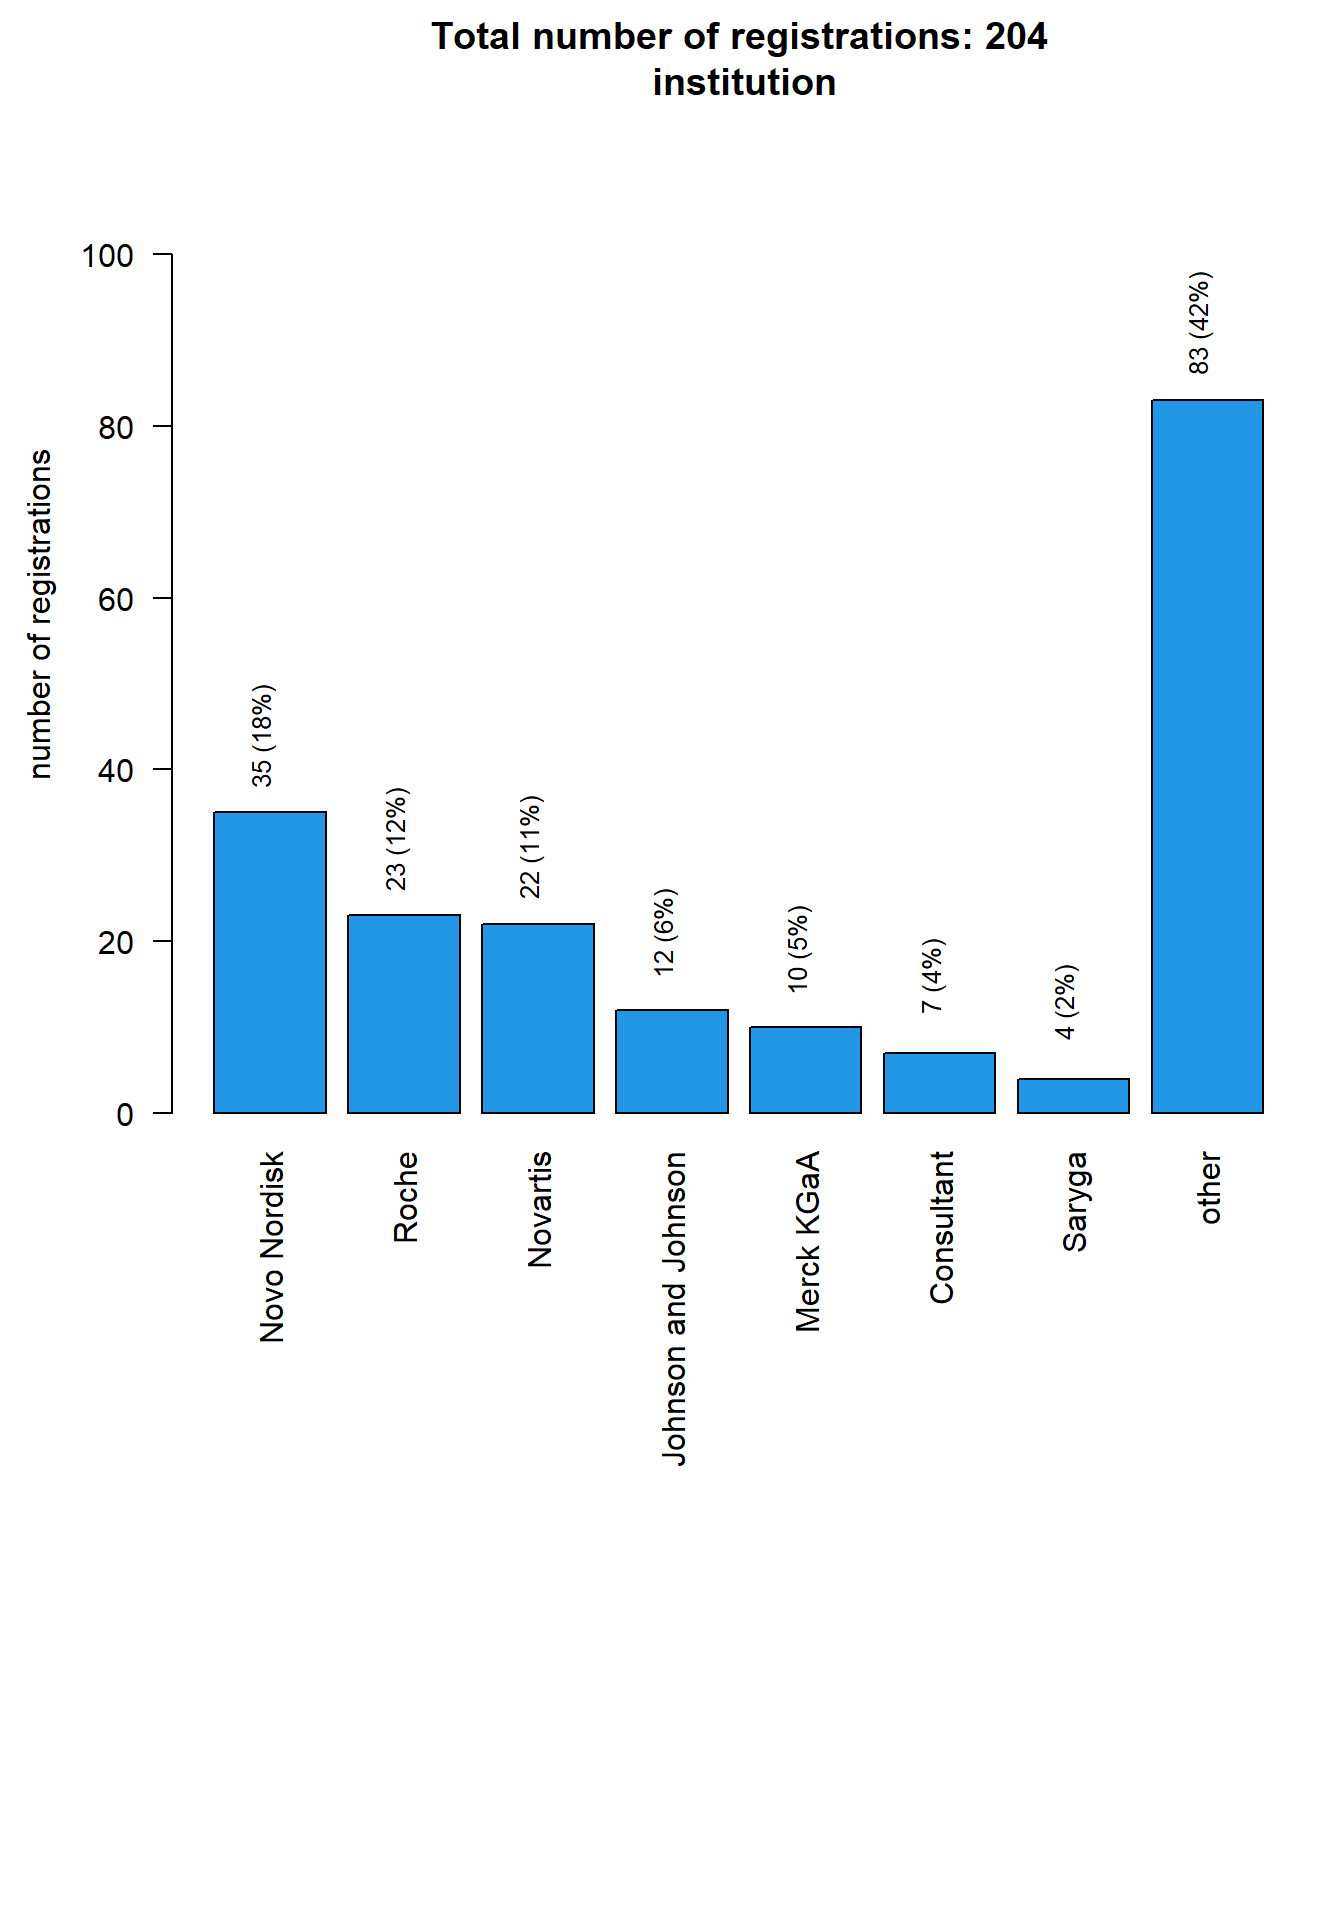 Total number of registrations: 204
institution
number of registrations
100
80
60
40
20
0
35 (18%)
23 (12%)
22 (11%)
12 (6%)
10 (5%)
7 (4%)
4 (2%)
83 (42%)
Novo Nordisk
Roche
Novartis
Johnson and Johnson
Merck KGaA
Consultant
Saryga
other